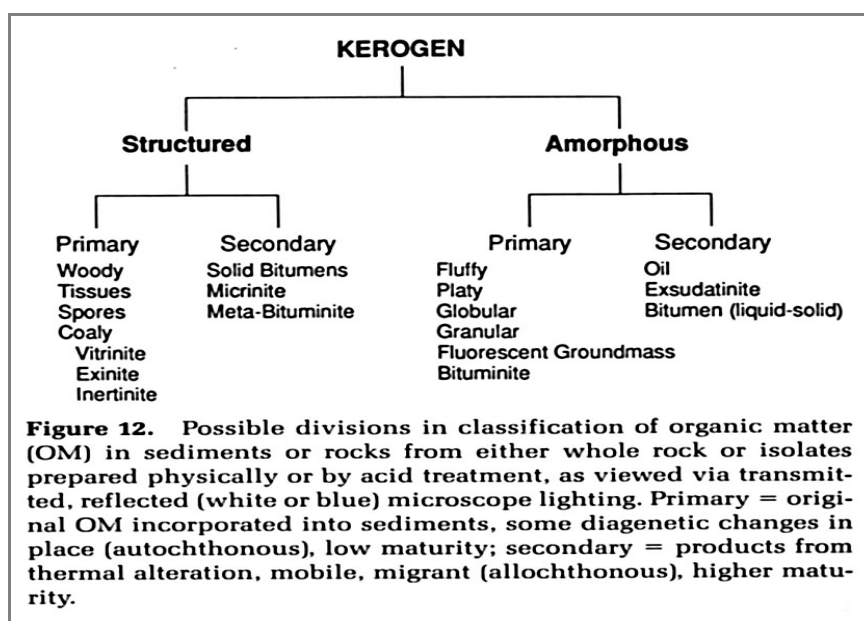 KEROGEN
Structured
Amorphous
Primary
Woody
Tissues
Spores
Coaly
Vitrinite
Exinite
Inertinite
Secondary
Solid Bitumens
Micrinite
Meta-Bituminite
Primary
Fluffy
Platy
Globular
Granular
Fluorescent Groundmass
Bituminite
Secondary
Oil
Exsudatinite
Bitumen (liquid-solid)
Figure 12. Possible divisions in classification of organic matter
(OM) in sediments or rocks from either whole rock or isolates
prepared physically or by acid treatment, as viewed via transmit-
ted, reflected (white or blue) microscope lighting. Primary = origi-
nal OM incorporated into sediments, some diagenetic changes in
place (autochthonous), low maturity; secondary = products from
thermal alteration, mobile, migrant (allochthonous), higher matu-
rity.